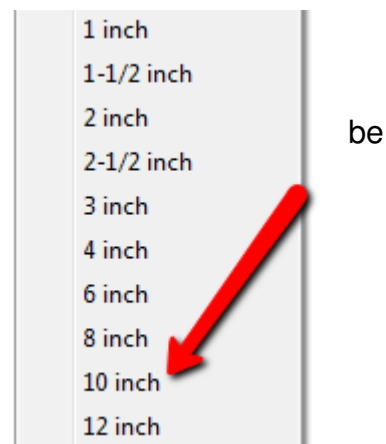 1 inch
1-1/2 inch
2 inch
be
2-1/2 inch
3 inch
4 inch
6 inch
8 inch
10 inch
12 inch